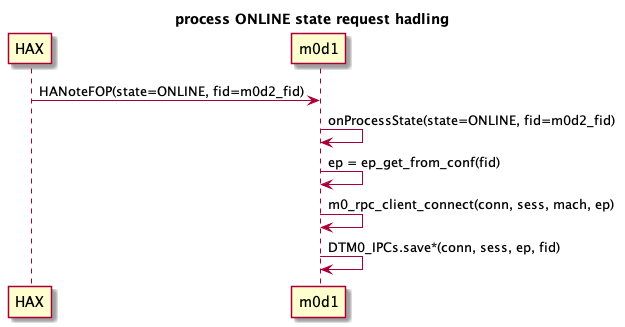 process ONLINE state request hadling
HAX
m0d1
HANoteFOP(state=ONLINE, fid=m0d2_fid)
onProcessState(state=ONLINE, fid=m0d2_fid)
ep = ep_get_from_conf(fid)
m0_rpc_client_connect(conn, sess, mach, ep)
DTM0_IPCs.save*(conn, sess, ep, fid)
HAX
m0d1